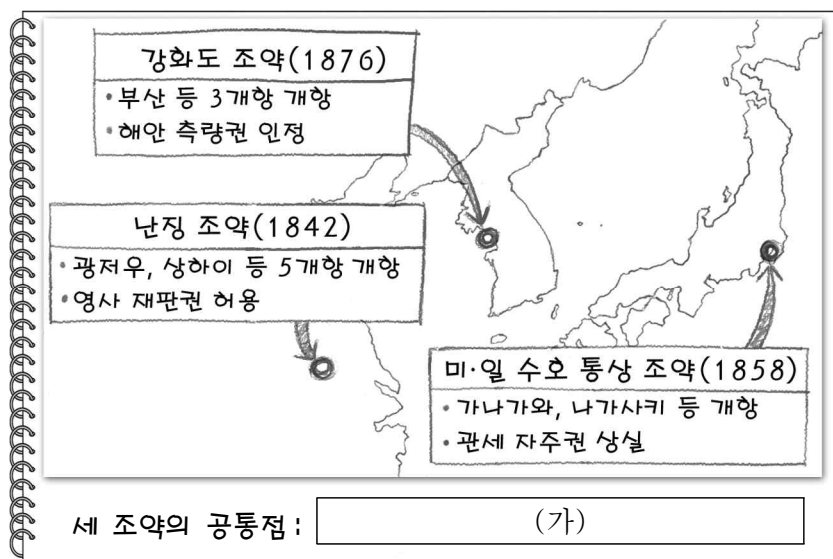 강화도 조약(1876)
• 부산 등 3개항 개항
• 해안 측량권 인정
난징 조약(1842)
• 광저우, 상하이 등 5개항 개항
• 영사 재판권 허용
미·일 수호 통상 조약(1858)
• 가나가와, 나가사키 등 개항
• 관세 자주권 상실
세 조약의 공통점: (가)